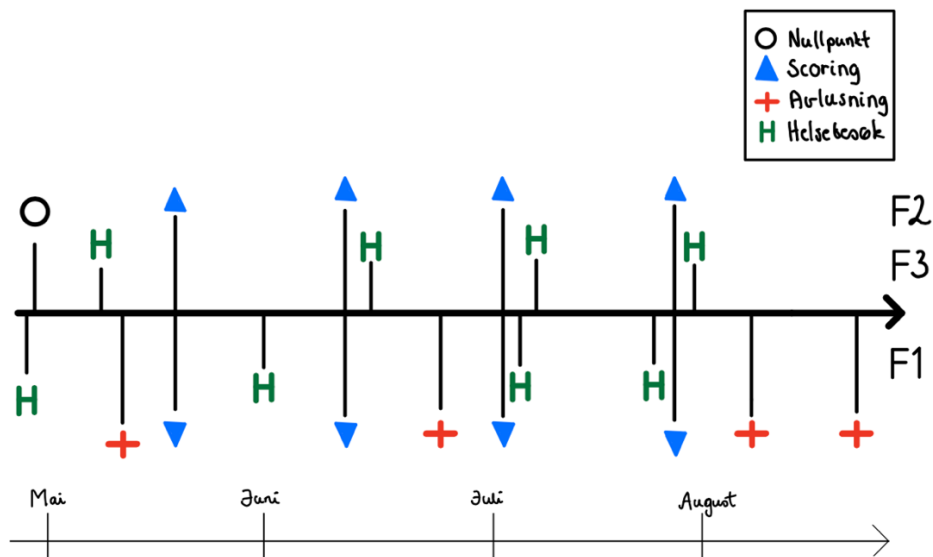 Nullpunkt
Scoring
Avlusning
Helsebesøk
F2
H
H
H
H
F3
F1
H
H
H
H
Mai
Juni
Juli
August